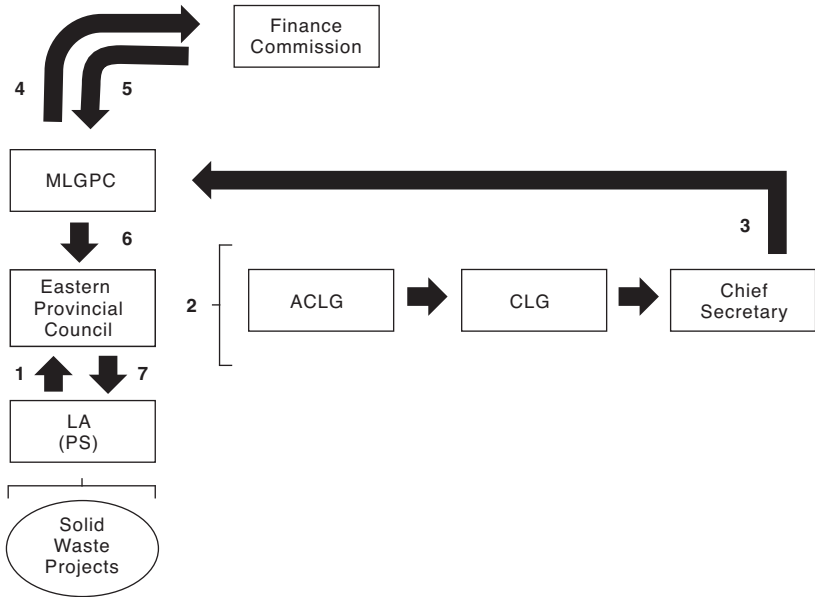 Finance
Commission
4
5
MLGPC
3
6
Eastern
Provincial
Council
2
ACLG
CLG
Chief
Secretary
1
7
LA
(PS)
Solid
Waste
Projects